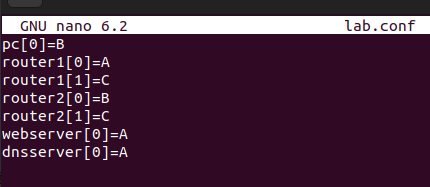 GNU nano 6.2 lab.conf
pc[0]=B
router1[0]=A
router1[1]=C
router2[0]=B
router2[1]=C
webserver[0]=A
dnsserver[0]=A